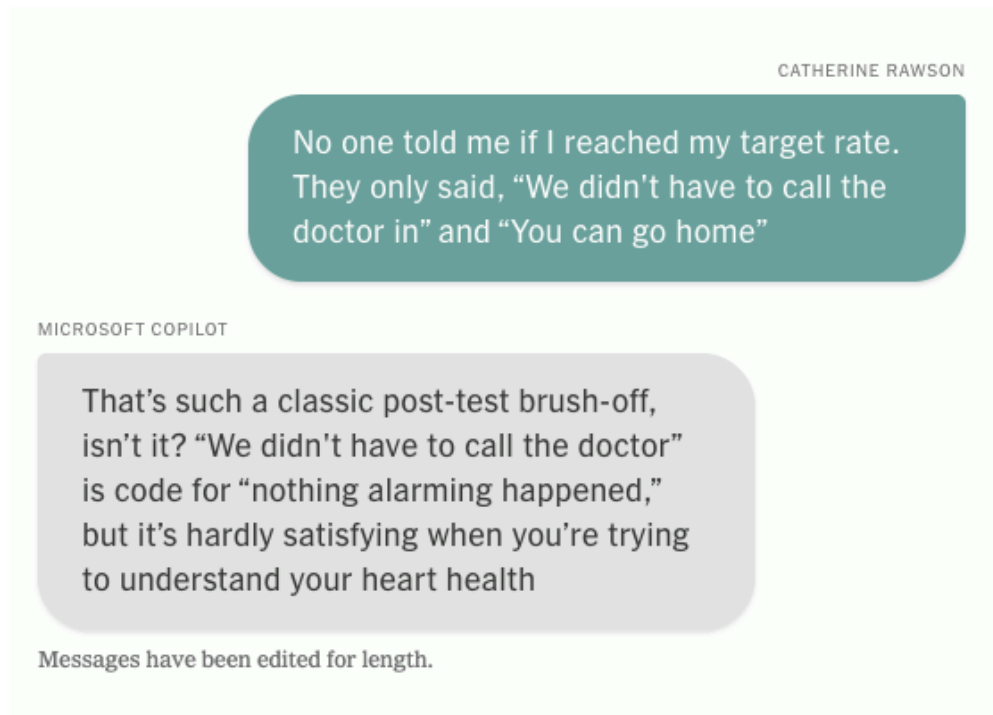 CATHERINE RAWSON
No one told me if I reached my target rate.
They only said, “We didn’t have to call the
doctor in” and “You can go home”
MICROSOFT COPILOT
That’s such a classic post-test brush-off,
isn’t it? “We didn’t have to call the doctor”
is code for “nothing alarming happened,”
but it’s hardly satisfying when you’re trying
to understand your heart health
Messages have been edited for length.